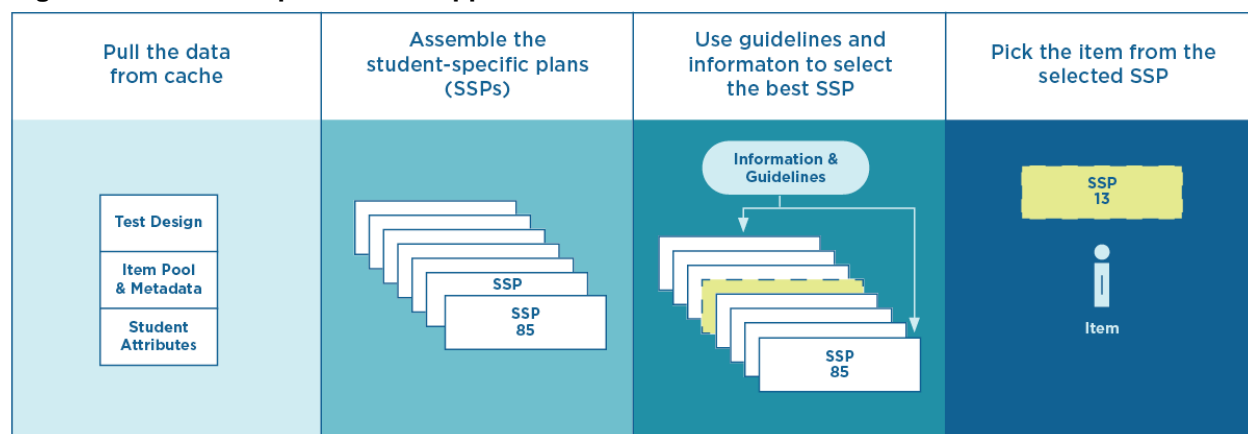 Pull the data
from cache
Assemble the
student-specific plans
(SSPs)
Use guidelines and
informaton to select
the best SSP
Pick the item from the
selected SSP
Test Design
Item Pool
& Metadata
Student
Attributes
SSP
SSP
85
Information &
Guidelines
SSP
85
SSP
13
Item